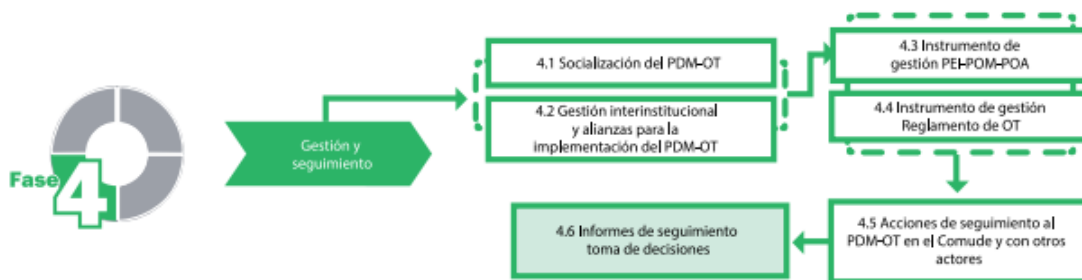 Fase 4
Gestión y
seguimiento
4.1 Socialización del PDM-OT
4.2 Gestión interinstitucional
y alianzas para la
implementación del PDM-OT
4.3 Instrumento de
gestión PEI-POM-POA
4.4 Instrumento de gestión
Reglamento de OT
4.5 Acciones de seguimiento al
PDM-OT en el Comude y con otros
actores
4.6 Informes de seguimiento
toma de decisiones